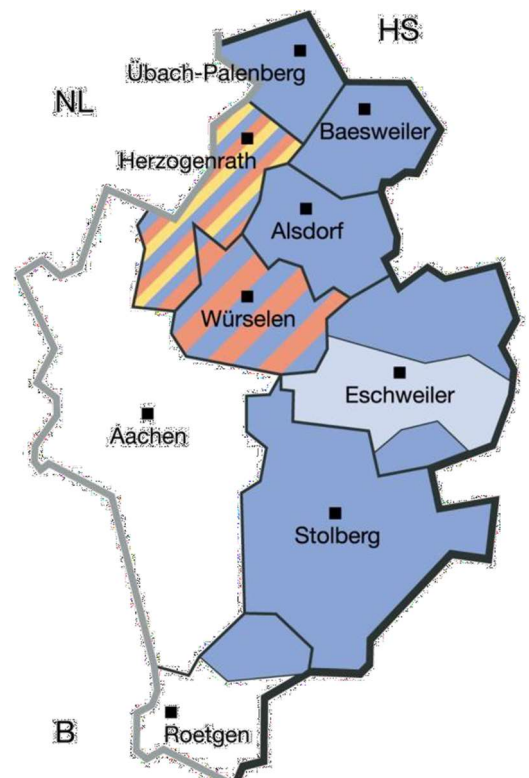 HS
Übach-Palenberg
NL
Baesweiler
Herzogenrath
Alsdorf
Würselen
Eschweiler
Aachen
Stolberg
B
Roetgen